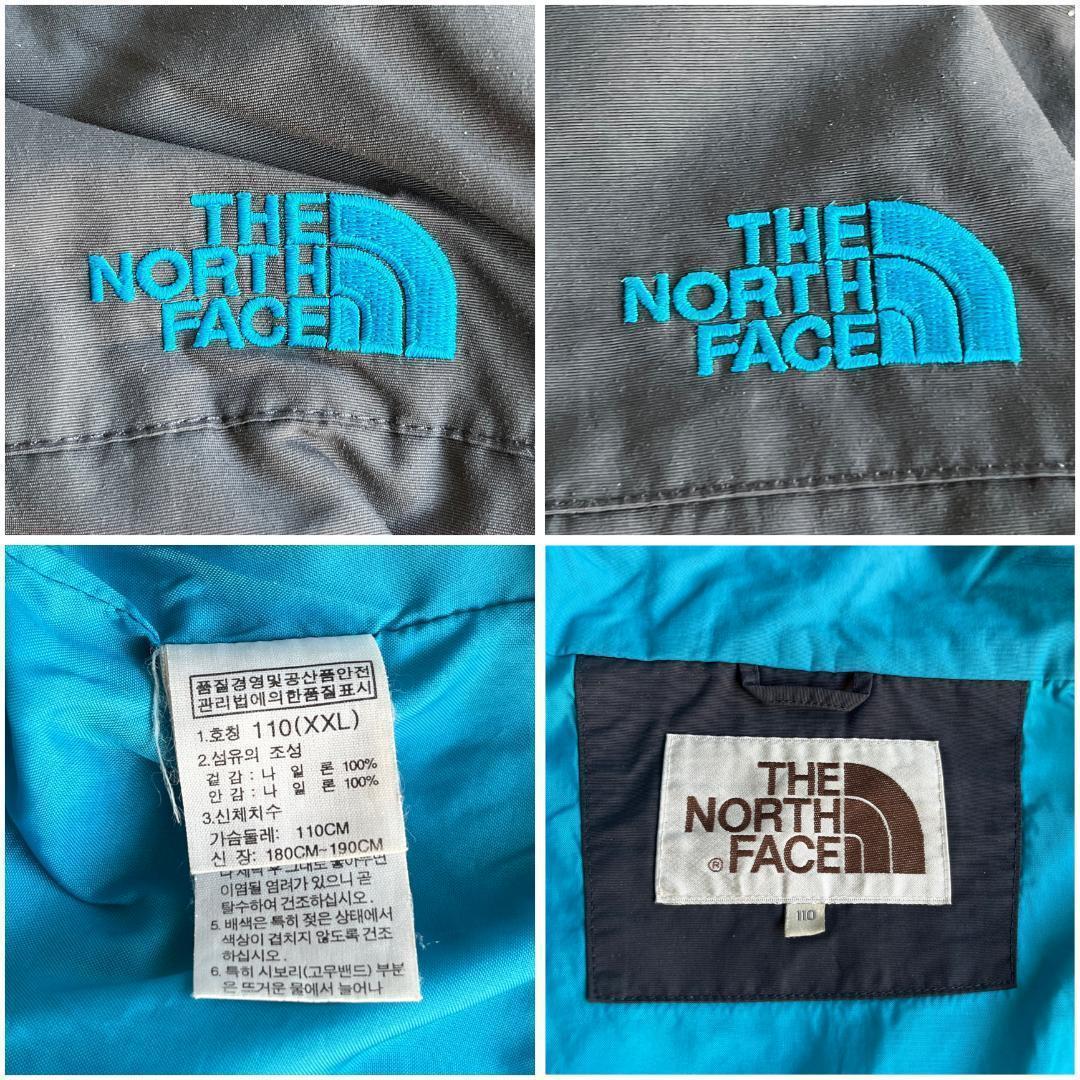 THE
NORTH
FACE
THE
NORTH
FACE
품질경영및공산품안전
관리법에의한품질표시
1.호칭 110(XXL)
2.섬유의 조성
겉 감 : 나 일 론 100%
안 감 : 나 일 론 100%
3.신체치수
가슴둘레: 110CM
신 장: 180CM~190CM
이염될 염려가 있으니 곧
탈수하여 건조하십시오.
5. 배색은 특히 젖은 상태에서
색상이 겹치지 않도록 건조
하십시오.
6. 특히 시보리(고무밴드) 부분
은 뜨거운 물에서 늘어나
THE
NORTH
® FACE
110